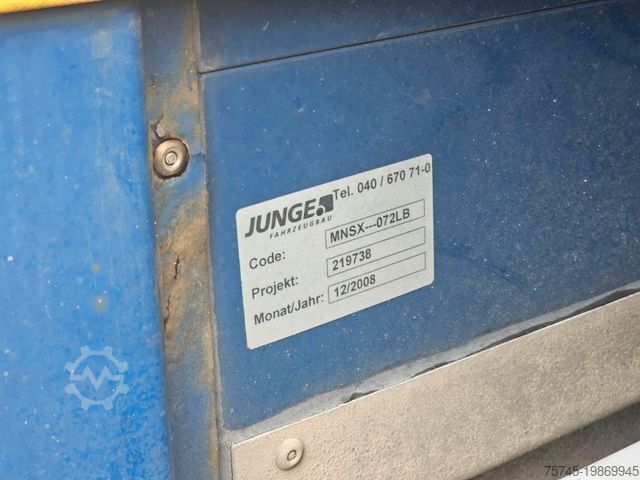 JUNGE Tel. 040 / 670 71-0
FAHRZEUGBAU
Code: MNSX---072LB
Projekt: 219738
Monat/Jahr: 12/2008
75745-19869945